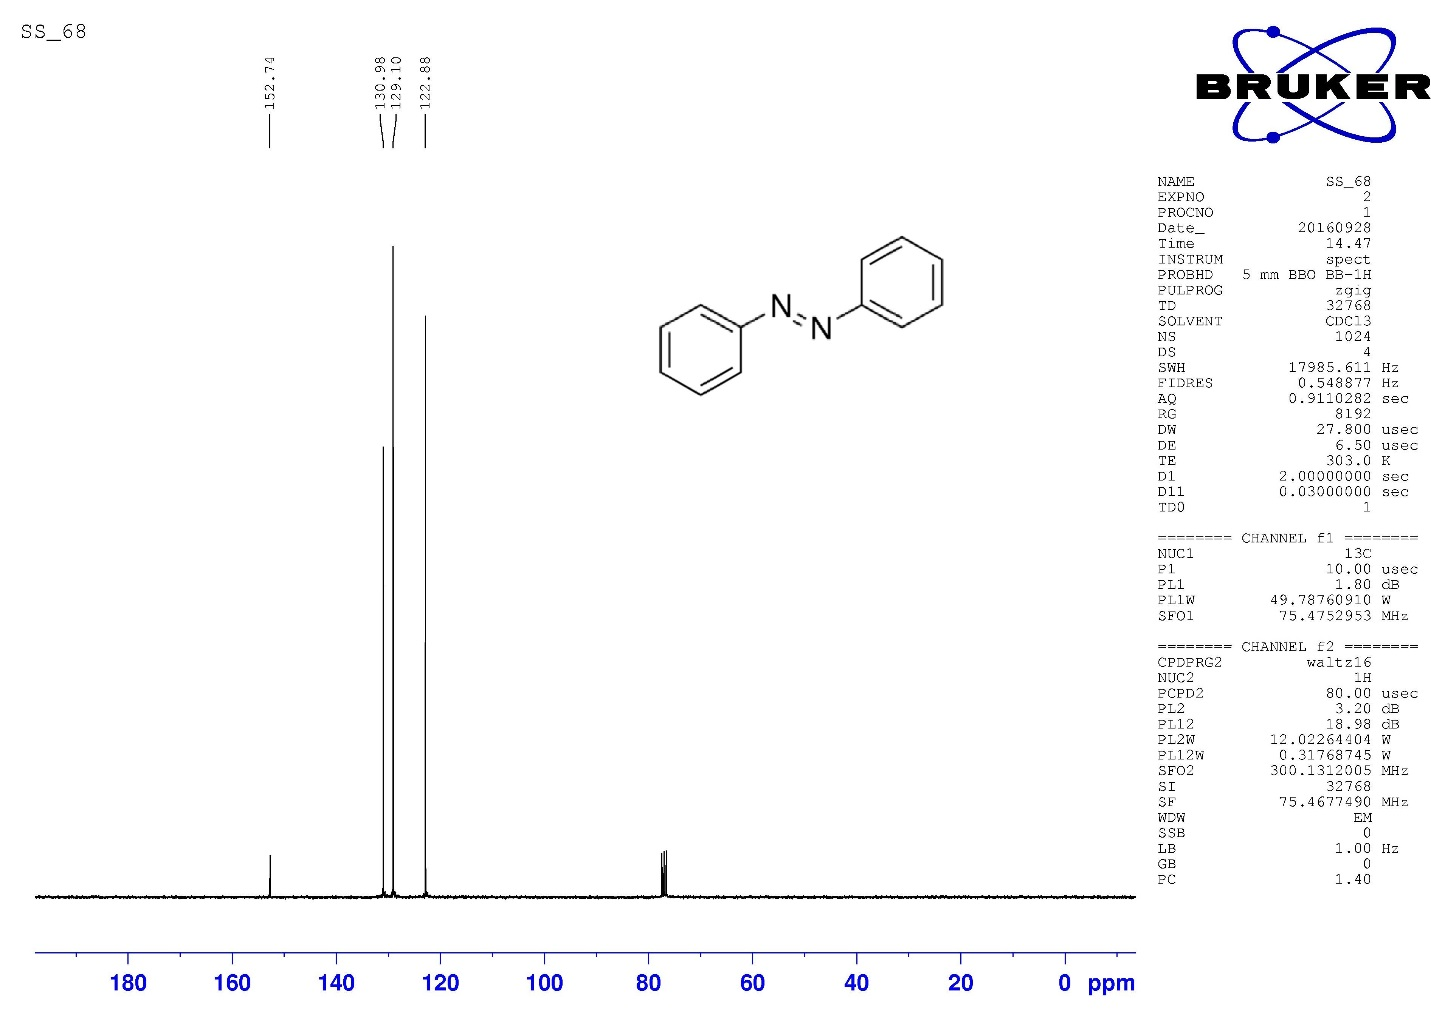 SS_68
152.74
130.98
129.10
122.88
BRUKER
N
N
NAME SS_68
EXPNO 2
PROCNO 1
Date_ 20160928
Time 14.47
INSTRUM spect
PROBHD 5 mm BBO BB-1H
PULPROG zgig
TD 32768
SOLVENT CDCl3
NS 1024
DS 4
SWH 17985.611 Hz
FIDRES 0.548877 Hz
AQ 0.9110282 sec
RG 8192
DW 27.800 usec
DE 6.50 usec
TE 303.0 K
D1 2.00000000 sec
D11 0.03000000 sec
TD0 1
======== CHANNEL f1 ========
NUC1 13C
P1 10.00 usec
PL1 1.80 dB
PL1W 49.78760910 W
SFO1 75.4752953 MHz
======== CHANNEL f2 ========
CPDPRG2 waltz16
NUC2 1H
PCPD2 80.00 usec
PL2 3.20 dB
PL12 18.98 dB
PL2W 12.02264404 W
PL12W 0.31768745 W
SFO2 300.1312005 MHz
SI 32768
SF 75.4677490 MHz
WDW EM
SSB 0
LB 1.00 Hz
GB 0
PC 1.40
180 160 140 120 100 80 60 40 20 0 ppm